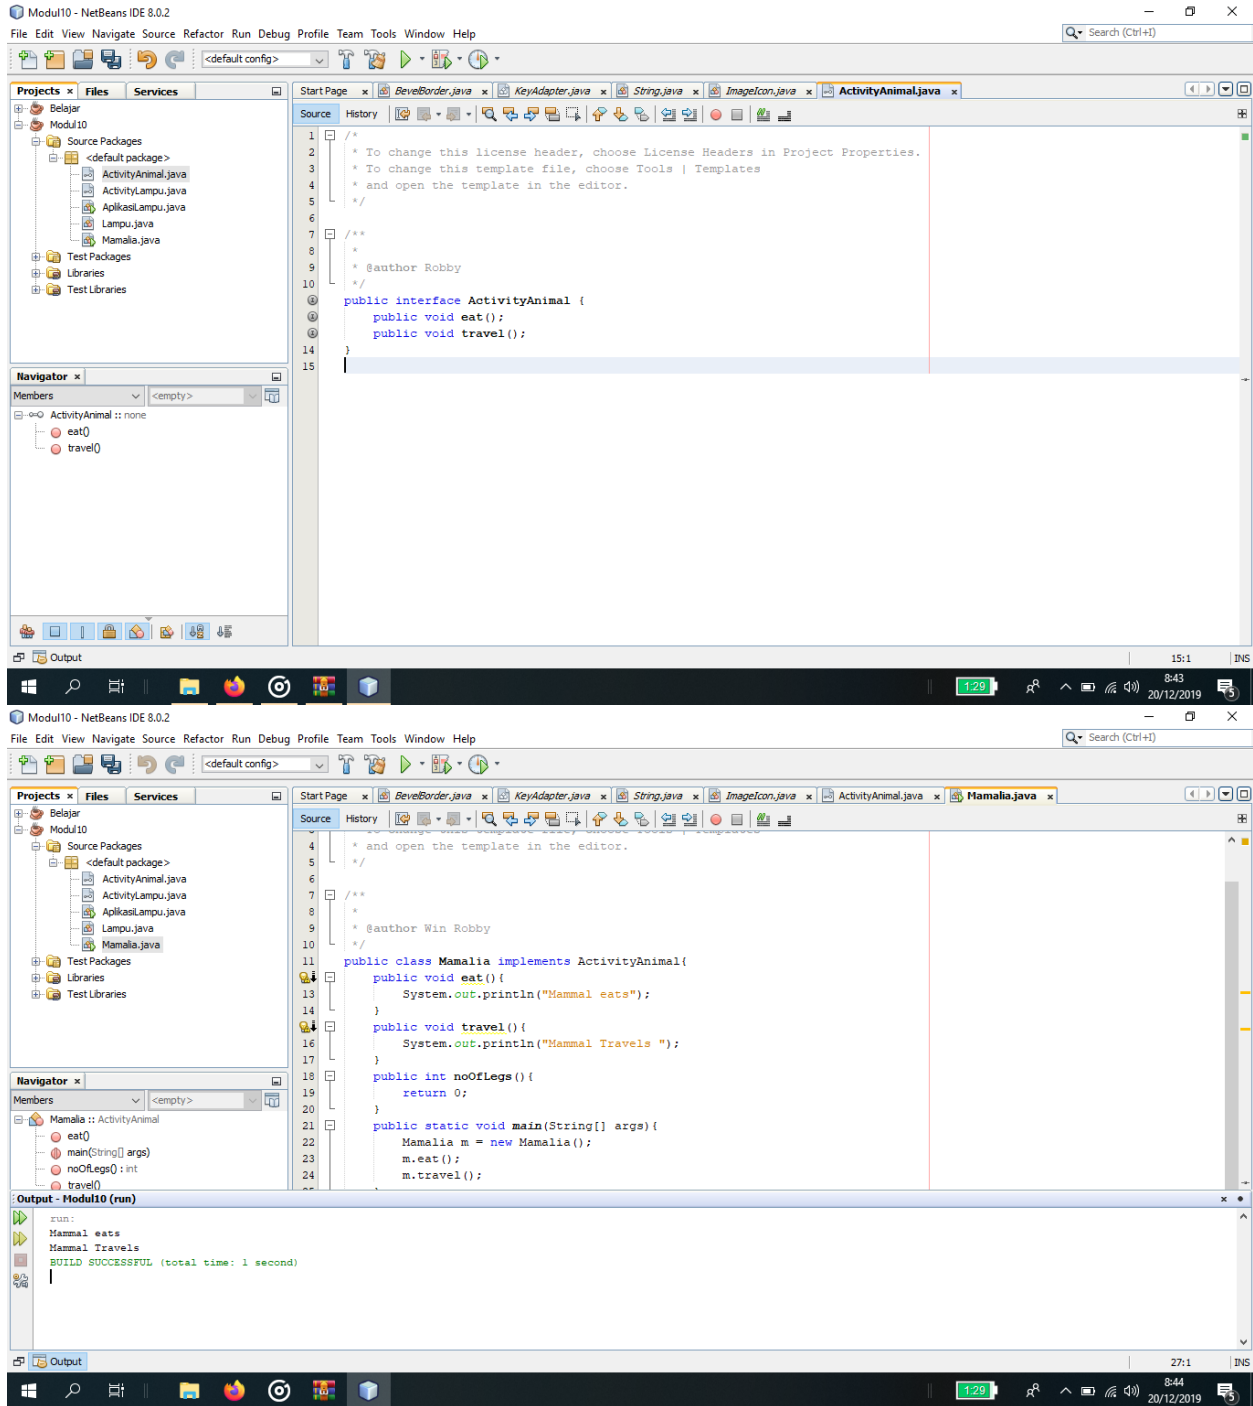 Modul10 - NetBeans IDE 8.0.2
File Edit View Navigate Source Refactor Run Debug Profile Team Tools Window Help
Search (Ctrl+I)
<default config>
Projects Files Services
Start Page BevelBorder.java KeyAdapter.java String.java ImageIcon.java ActivityAnimal.java
Source History
Belajar
Modul10
Source Packages
<default package>
ActivityAnimal.java
ActivityLampu.java
AplikasiLampu.java
Lampu.java
Mamalia.java
Test Packages
Libraries
Test Libraries
1 /*
2 * To change this license header, choose License Headers in Project Properties.
3 * To change this template file, choose Tools | Templates
4 * and open the template in the editor.
5 */
6
7 /**
8 *
9 * @author Robby
10 */
public interface ActivityAnimal {
public void eat();
public void travel();
14 }
15
Navigator
Members <empty>
ActivityAnimal :: none
eat()
travel()
Output
15:1 INS
1:29
8:43
20/12/2019
5
Modul10 - NetBeans IDE 8.0.2
File Edit View Navigate Source Refactor Run Debug Profile Team Tools Window Help
Search (Ctrl+I)
<default config>
Projects Files Services
Start Page BevelBorder.java KeyAdapter.java String.java ImageIcon.java ActivityAnimal.java Mamalia.java
Source History
Belajar
Modul10
Source Packages
<default package>
ActivityAnimal.java
ActivityLampu.java
AplikasiLampu.java
Lampu.java
Mamalia.java
Test Packages
Libraries
Test Libraries
* To change this template file, choose Tools | Templates
4 * and open the template in the editor.
5 */
6
7 /**
8 *
9 * @author Win Robby
10 */
11 public class Mamalia implements ActivityAnimal{
public void eat(){
13 System.out.println("Mammal eats");
14 }
public void travel(){
16 System.out.println("Mammal Travels ");
17 }
18 public int noOfLegs(){
19 return 0;
20 }
21 public static void main(String[] args){
22 Mamalia m = new Mamalia();
23 m.eat();
24 m.travel();
Navigator
Members <empty>
Mamalia :: ActivityAnimal
eat()
main(String[] args)
noOfLegs() : int
travel()
Output - Modul10 (run)
run:
Mammal eats
Mammal Travels
BUILD SUCCESSFUL (total time: 1 second)
Output
27:1 INS
1:29
8:44
20/12/2019
5